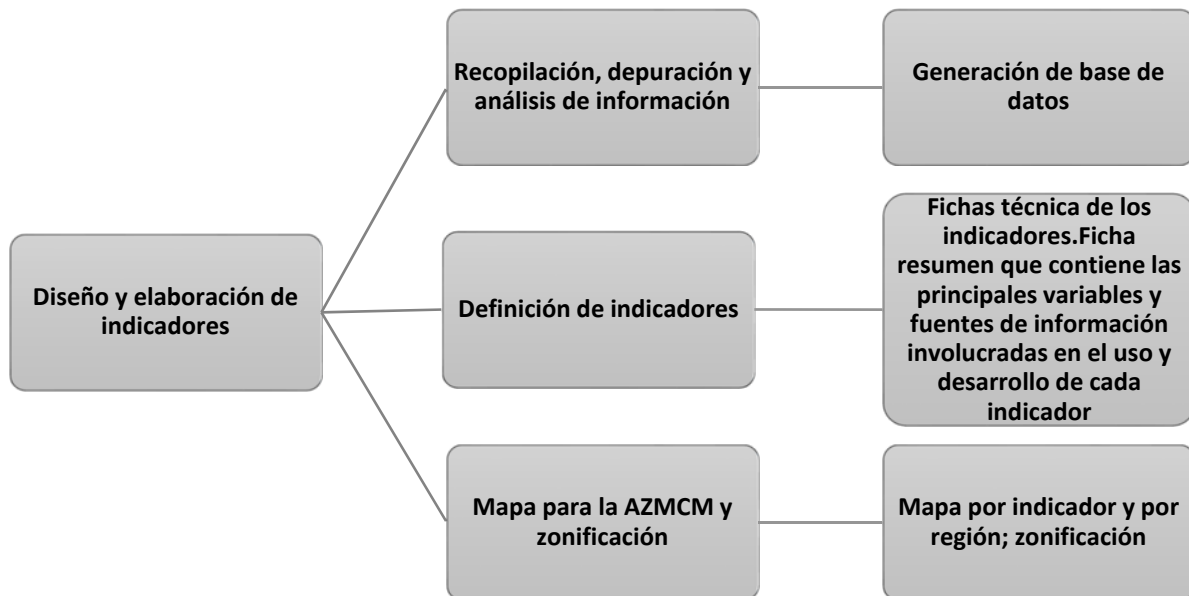 Recopilación, depuración y
análisis de información
Generación de base de
datos
Diseño y elaboración de
indicadores
Definición de indicadores
Fichas técnica de los
indicadores.Ficha
resumen que contiene las
principales variables y
fuentes de información
involucradas en el uso y
desarrollo de cada
indicador
Mapa para la AZMCM y
zonificación
Mapa por indicador y por
región; zonificación